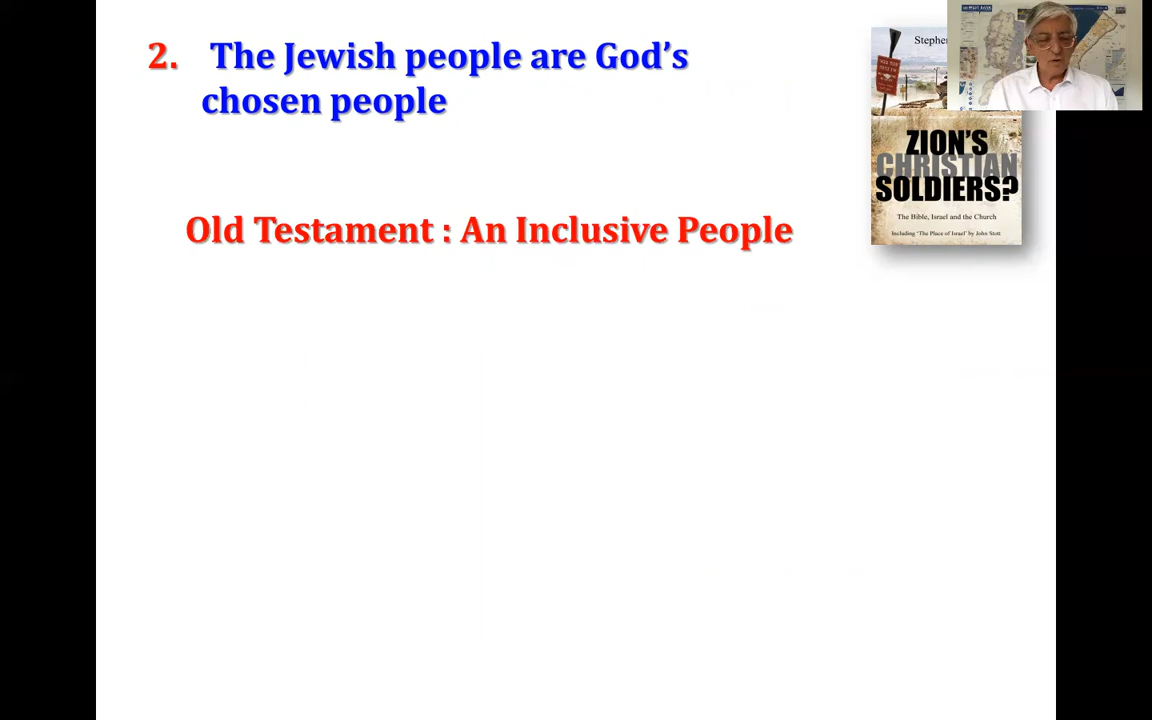 2. The Jewish people are God's
chosen people
Old Testament : An Inclusive People
Stephe
ZION'S
CHRISTIAN
SOLDIERS?
The Bible, Israel and the Church
Including 'The Place of Israel' by John Stott